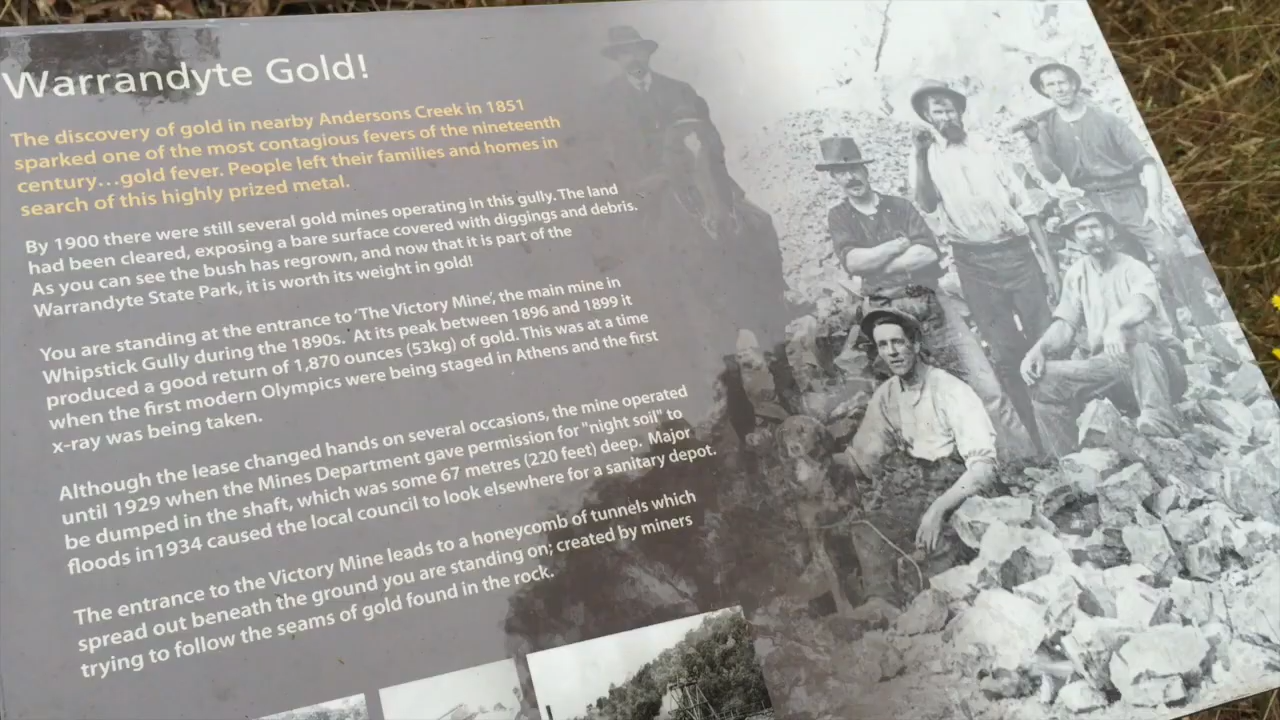 Warrandyte Gold!
The discovery of gold in nearby Andersons Creek in 1851
sparked one of the most contagious fevers of the nineteenth
century...gold fever. People left their families and homes in
search of this highly prized metal.
By 1900 there were still several gold mines operating in this gully. The land
had been cleared, exposing a bare surface covered with diggings and debris.
As you can see the bush has regrown, and now that it is part of the
Warrandyte State Park, it is worth its weight in gold!
You are standing at the entrance to 'The Victory Mine', the main mine in
Whipstick Gully during the 1890s. At its peak between 1896 and 1899 it
produced a good return of 1,870 ounces (53kg) of gold. This was at a time
when the first modern Olympics were being staged in Athens and the first
x-ray was being taken.
Although the lease changed hands on several occasions, the mine operated
until 1929 when the Mines Department gave permission for "night soil" to
be dumped in the shaft, which was some 67 metres (220 feet) deep. Major
floods in1934 caused the local council to look elsewhere for a sanitary depot.
The entrance to the Victory Mine leads to a honeycomb of tunnels which
spread out beneath the ground you are standing on; created by miners
trying to follow the seams of gold found in the rock.